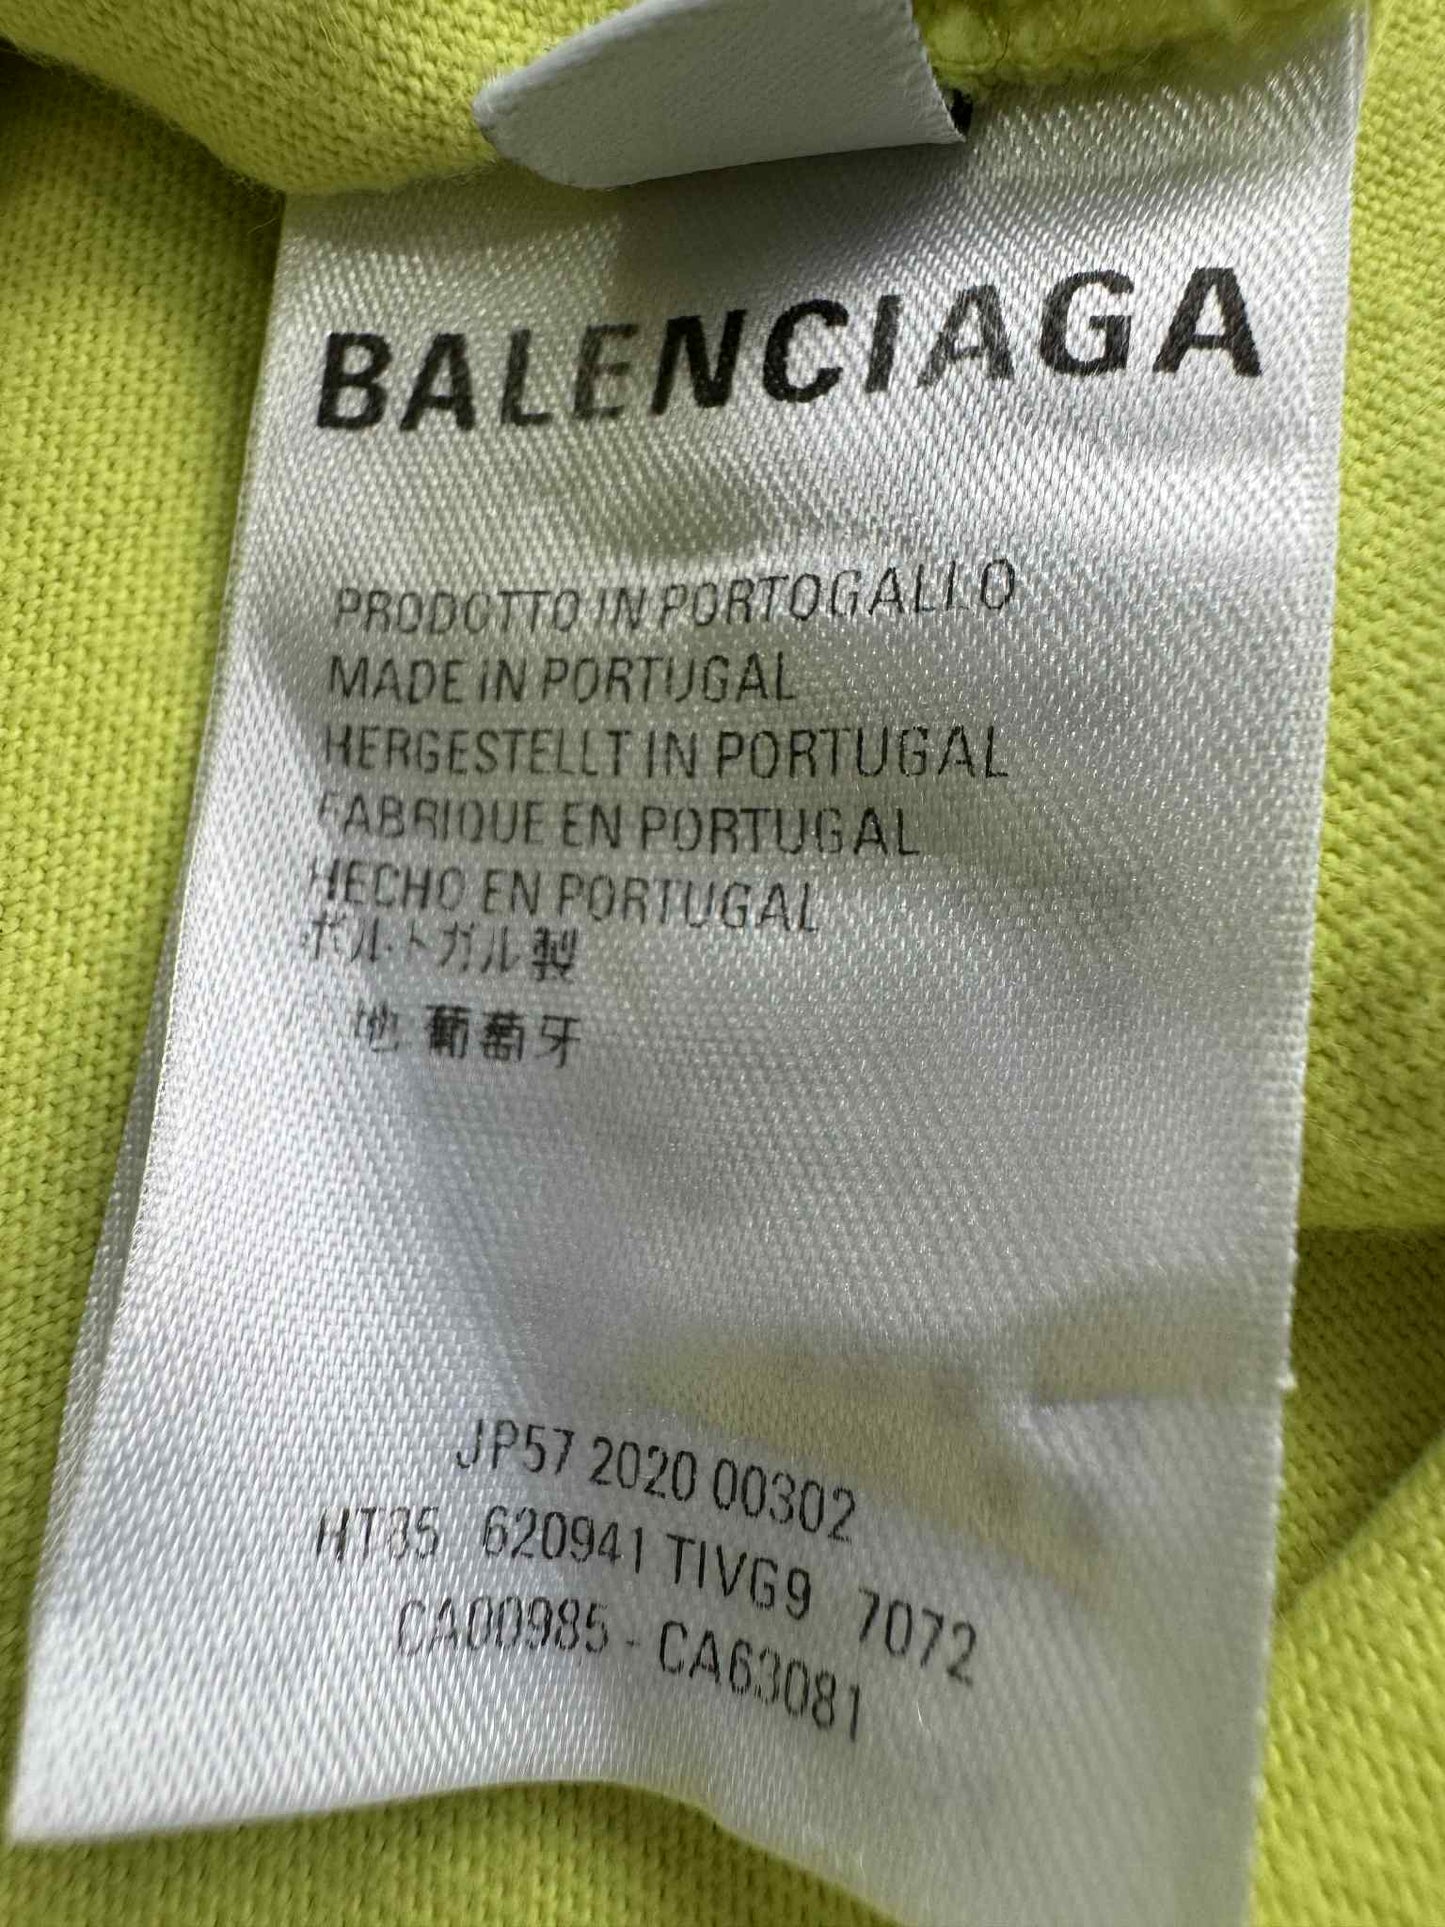 BALENCIAGA
PRODOTTO IN PORTOGALLO
MADE IN PORTUGAL
HERGESTELLT IN PORTUGAL
FABRIQUE EN PORTUGAL
HECHO EN PORTUGAL
ポルトガル製
地 葡萄牙
JP57 2020 00302
HT35 620941 TIVG9 7072
CA00985 - CA63081